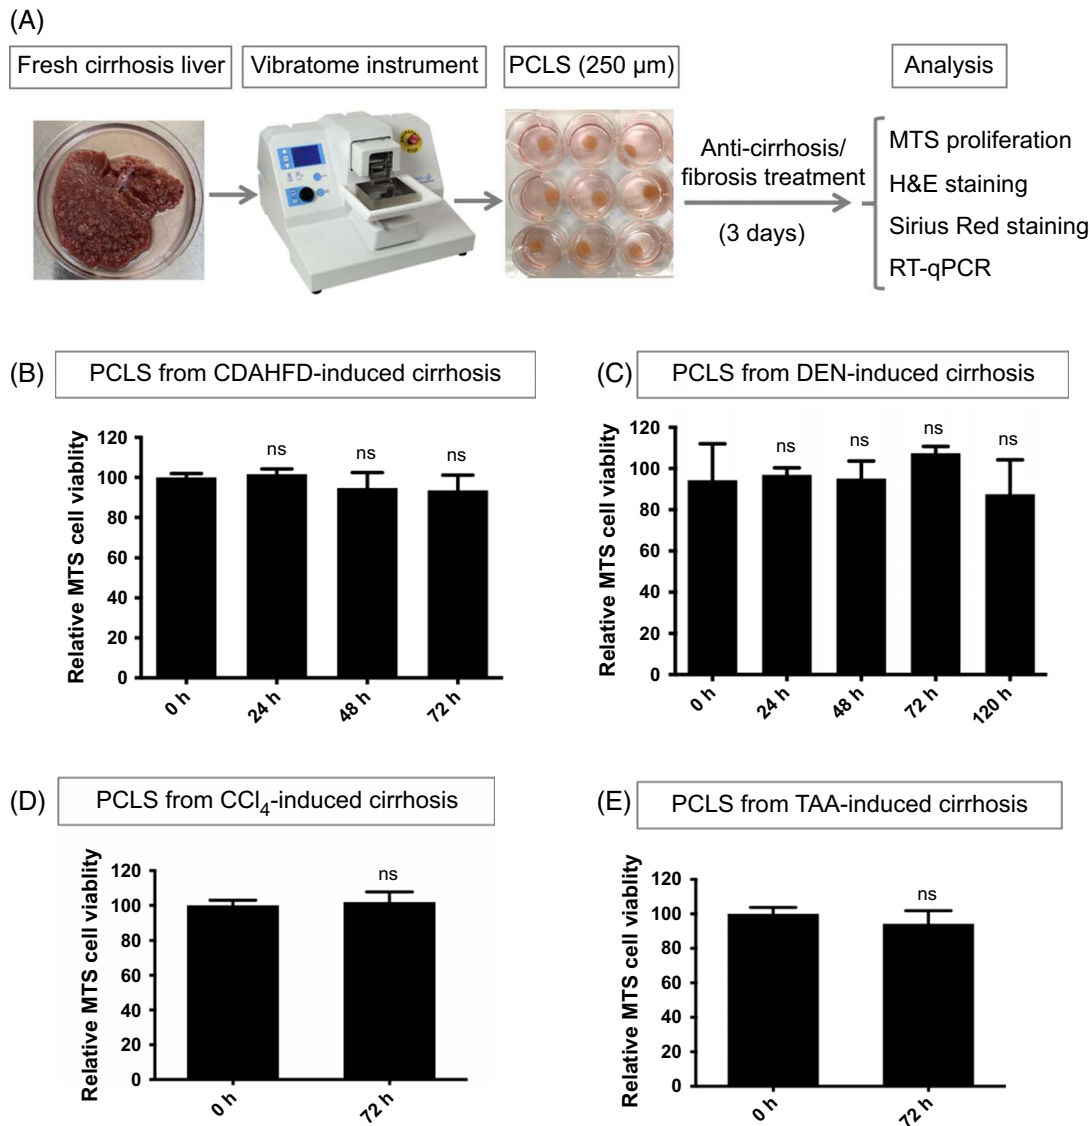 (A)
Fresh cirrhosis liver
Vibratome instrument
PCLS (250 µm)
Analysis
Anti-cirrhosis/
fibrosis treatment
(3 days)
MTS proliferation
H&E staining
Sirius Red staining
RT-qPCR
(B)
PCLS from CDAHFD-induced cirrhosis
Relative MTS cell viablity
120
100
80
60
40
20
0
ns
ns
ns
0 h
24 h
48 h
72 h
(C)
PCLS from DEN-induced cirrhosis
Relative MTS cell viablity
120
100
80
60
40
20
0
ns
ns
ns
ns
0 h
24 h
48 h
72 h
120 h
(D)
PCLS from CCl4-induced cirrhosis
Relative MTS cell viablity
120
100
80
60
40
20
0
ns
0 h
72 h
(E)
PCLS from TAA-induced cirrhosis
Relative MTS cell viablity
120
100
80
60
40
20
0
ns
0 h
72 h